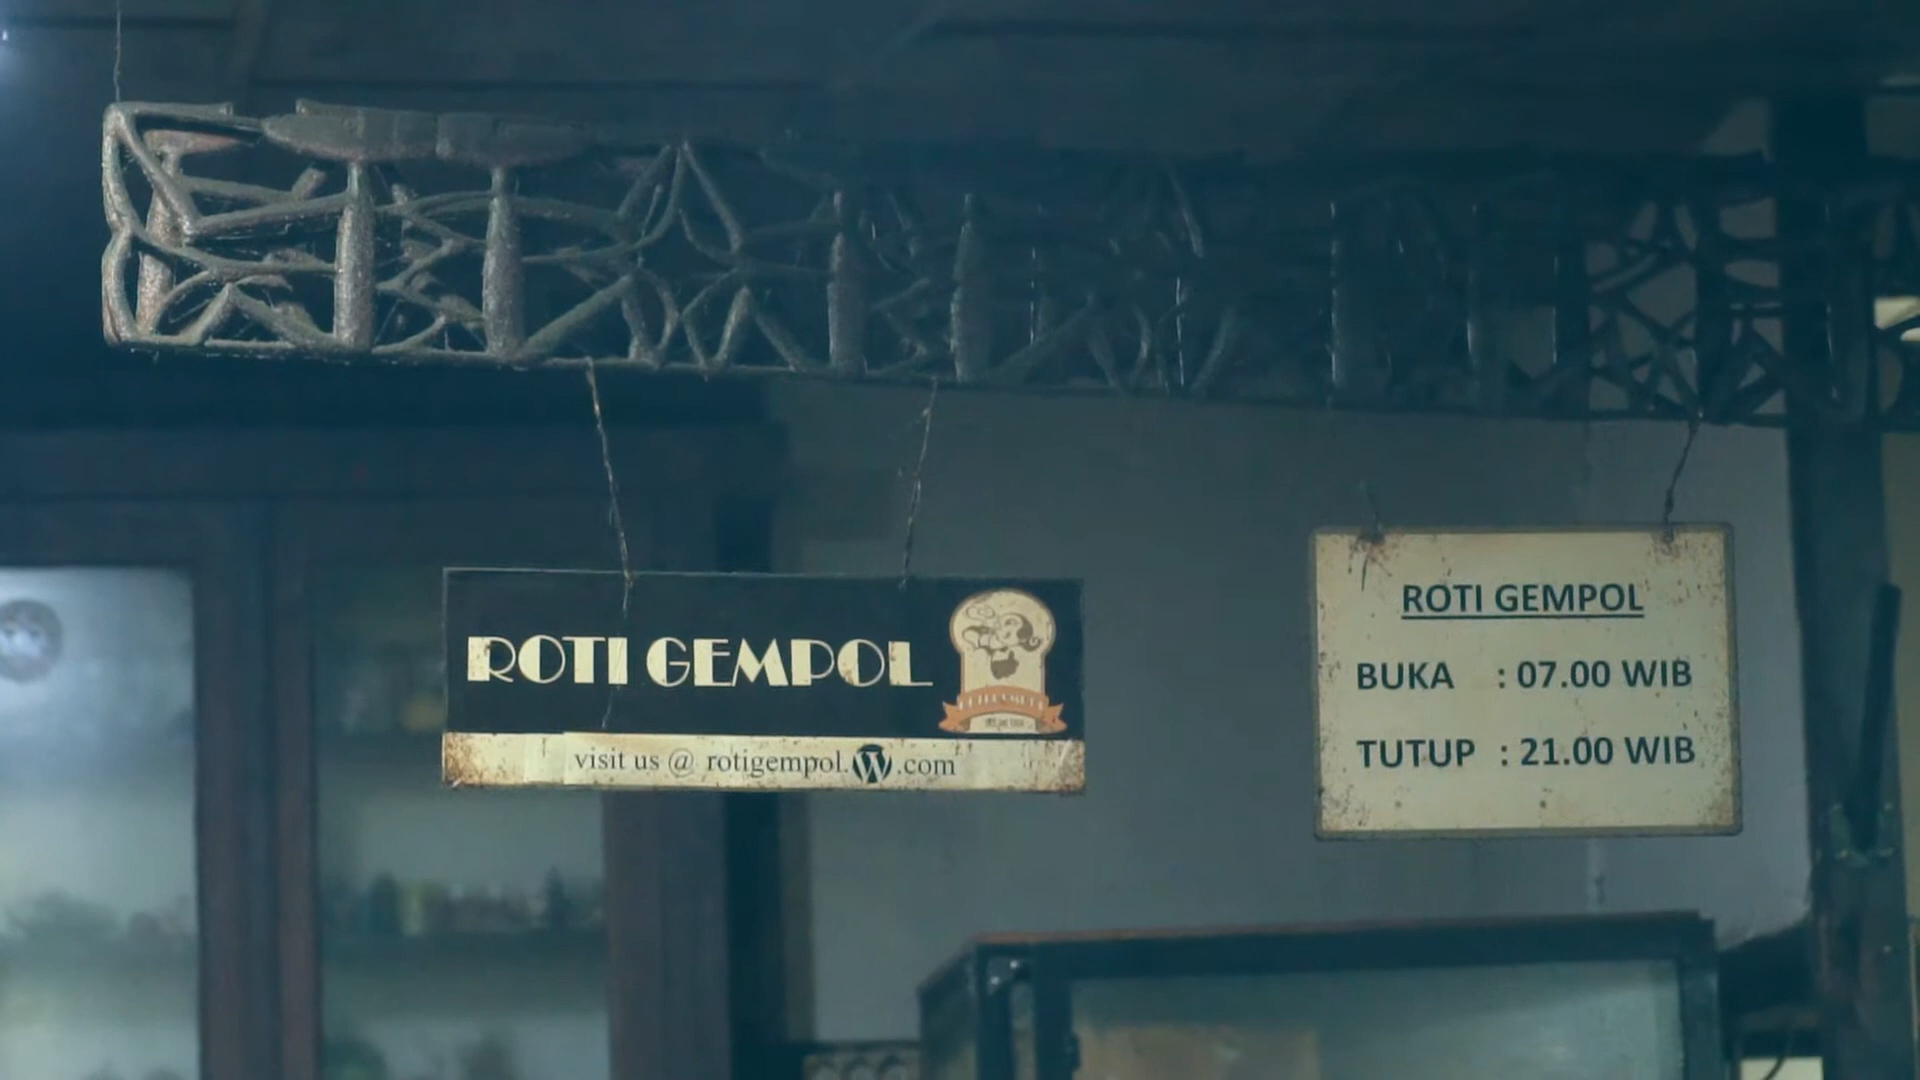 ROTI GEMPOL
visit us @ rotigempol.W.com
ROTI GEMPOL
BUKA : 07.00 WIB
TUTUP : 21.00 WIB